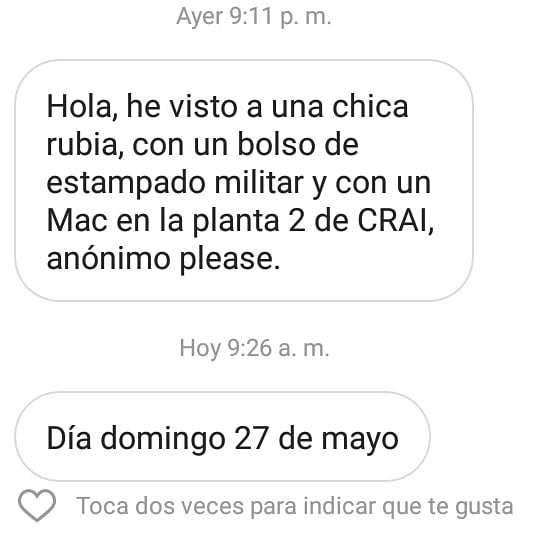 Ayer 9:11 p. m.
Hola, he visto a una chica
rubia, con un bolso de
estampado militar y con un
Mac en la planta 2 de CRAI,
anónimo please.
Hoy 9:26 a. m.
Día domingo 27 de mayo
Toca dos veces para indicar que te gusta